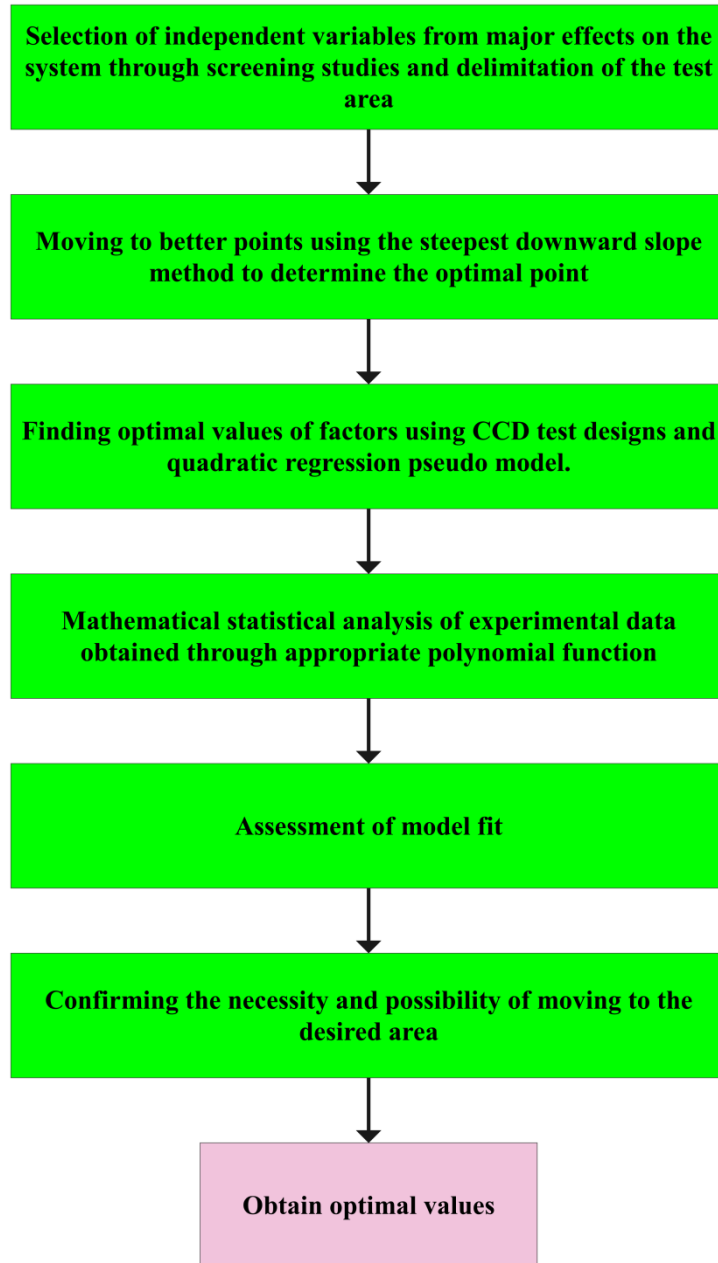 Selection of independent variables from major effects on the
system through screening studies and delimitation of the test
area
Moving to better points using the steepest downward slope
method to determine the optimal point
Finding optimal values of factors using CCD test designs and
quadratic regression pseudo model.
Mathematical statistical analysis of experimental data
obtained through appropriate polynomial function
Assessment of model fit
Confirming the necessity and possibility of moving to the
desired area
Obtain optimal values